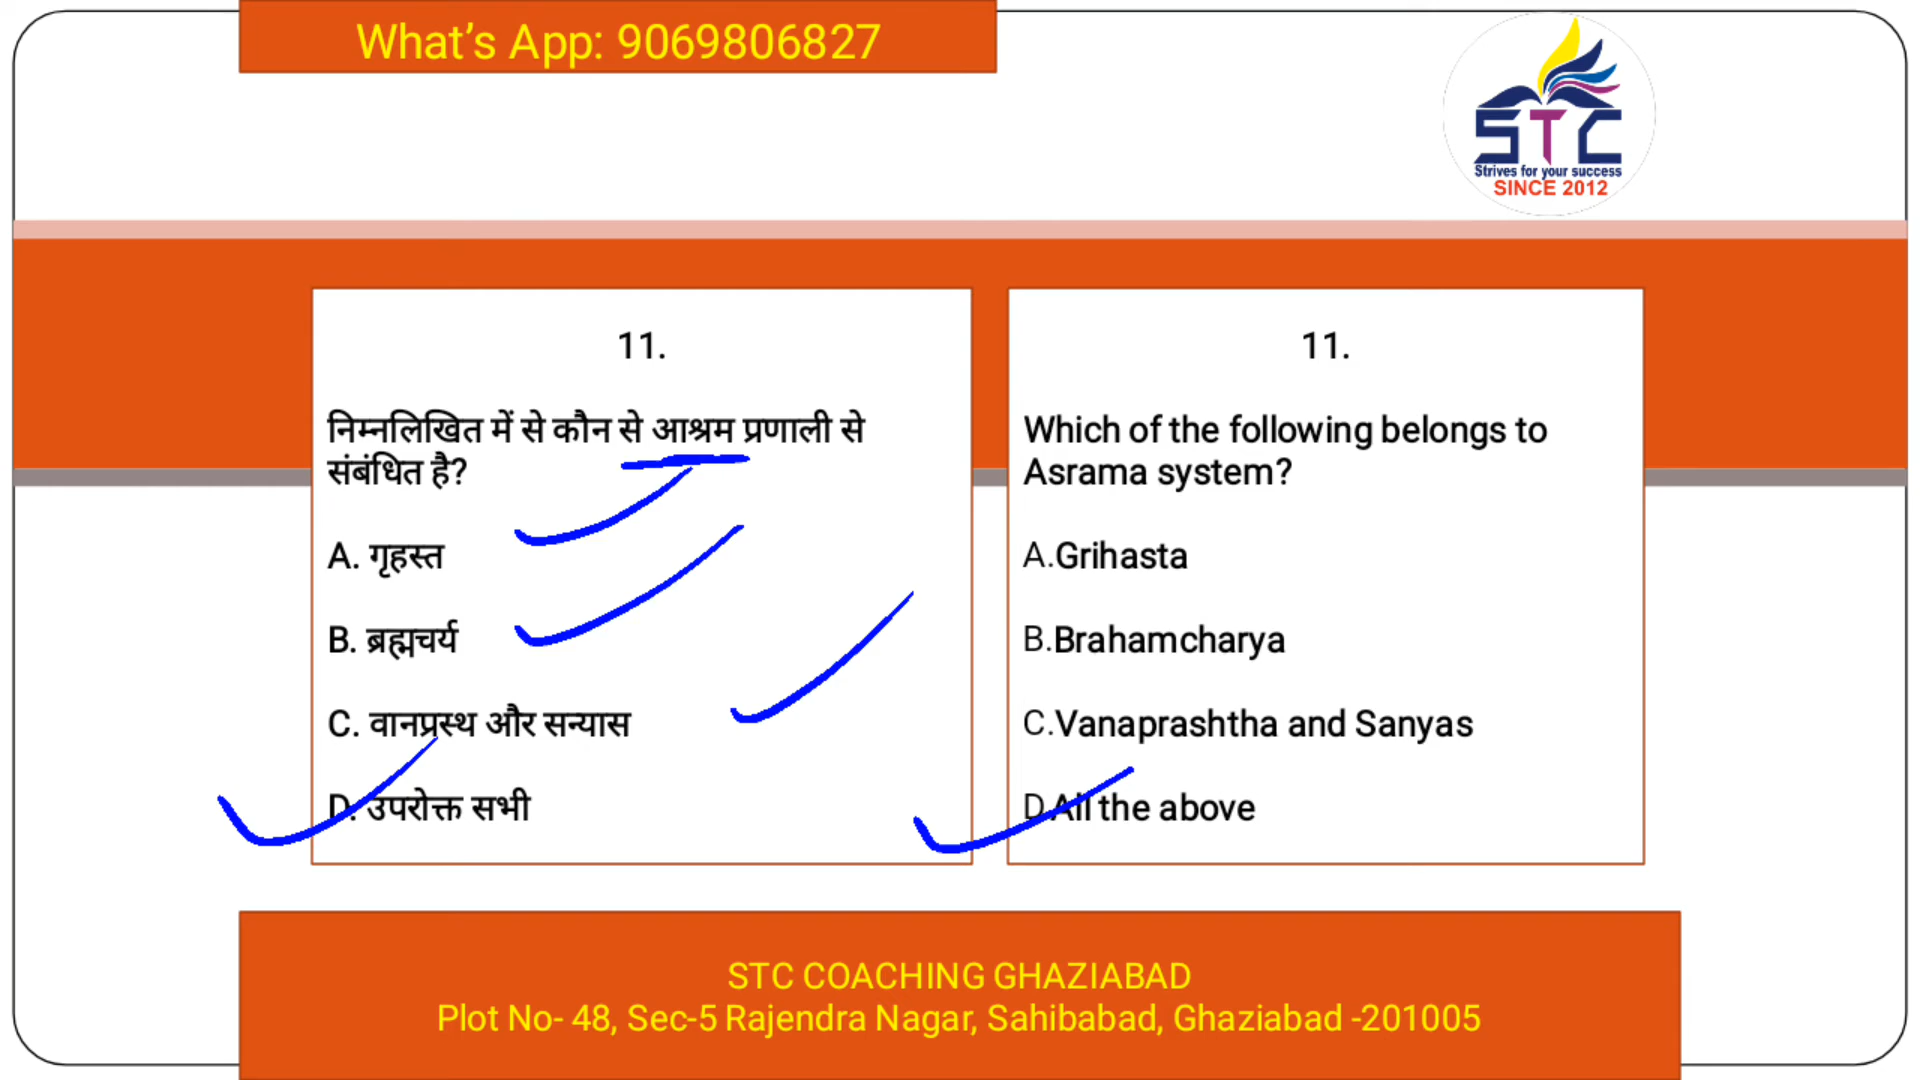 What’s App: 9069806827
STC
Strives for your success
SINCE 2012
11.
निम्नलिखित में से कौन से आश्रम प्रणाली से
संबंधित है?
A. गृहस्त
B. ब्रह्मचर्य
C. वानप्रस्थ और सन्यास
D. उपरोक्त सभी
11.
Which of the following belongs to
Asrama system?
A.Grihasta
B.Brahamcharya
C.Vanaprashtha and Sanyas
D.All the above
STC COACHING GHAZIABAD
Plot No- 48, Sec-5 Rajendra Nagar, Sahibabad, Ghaziabad -201005